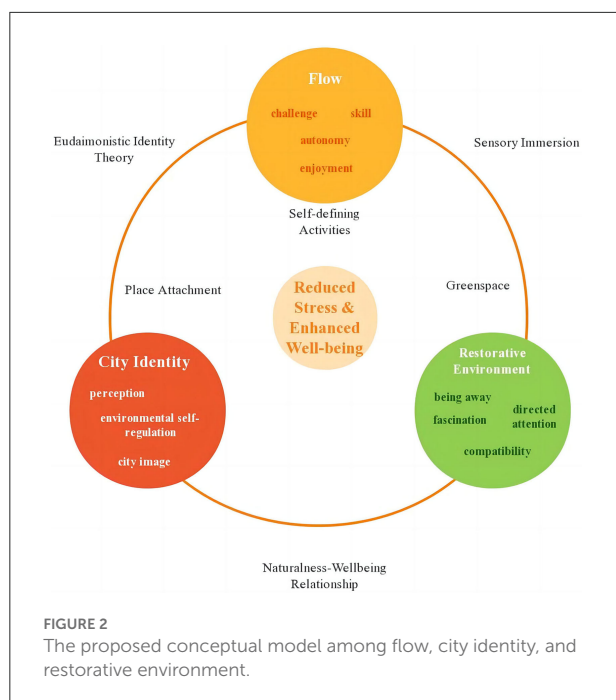 Flow
challenge skill
autonomy
enjoyment
Eudaimonistic Identity
Theory
Sensory Immersion
Self-defining
Activities
Place Attachment
Greenspace
Reduced
Stress &
Enhanced
Well-being
City Identity
perception
environmental self-
regulation
city image
Restorative
Environment
being away
directed
fascination
attention
compatibility
Naturalness-Wellbeing
Relationship
FIGURE 2
The proposed conceptual model among flow, city identity, and
restorative environment.